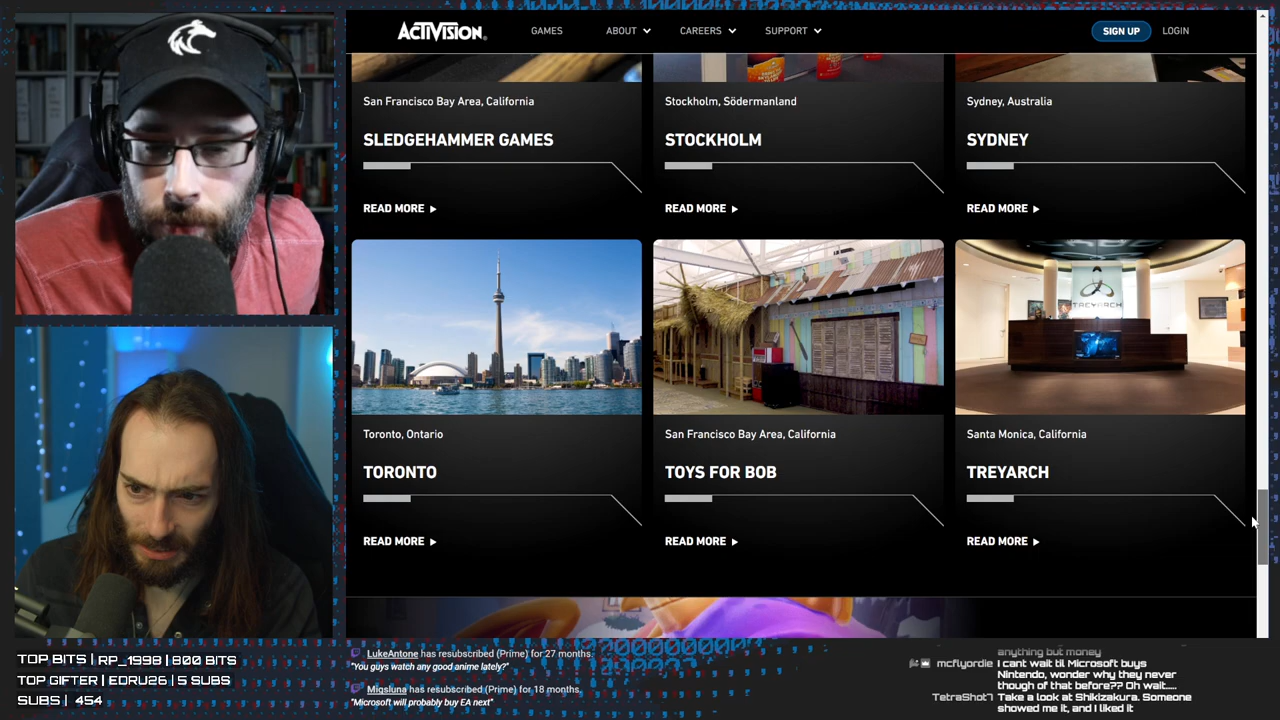 ACTIVISION
GAMES
ABOUT
CAREERS
SUPPORT
SIGN UP
LOGIN
San Francisco Bay Area, California
SLEDGEHAMMER GAMES
READ MORE
Stockholm, Södermanland
STOCKHOLM
READ MORE
Sydney, Australia
SYDNEY
READ MORE
TREYARCH
Toronto, Ontario
TORONTO
READ MORE
San Francisco Bay Area, California
TOYS FOR BOB
READ MORE
Santa Monica, California
TREYARCH
READ MORE
TOP BITS | RP_1998 | 800 BITS
TOP GIFTER | EDRU26 | 5 SUBS
SUBS | 454
LukeAntone has resubscribed (Prime) for 27 months.
"You guys watch any good anime lately?"
Miqsluna has resubscribed (Prime) for 18 months.
"Microsoft will probably buy EA next"
anything but money
mcflyordie I cant wait til Microsoft buys
Nintendo, wonder why they never
though of that before?? Oh wait.....
TetraShot7 Take a look at Shikizakura. Someone
showed me it, and I liked it